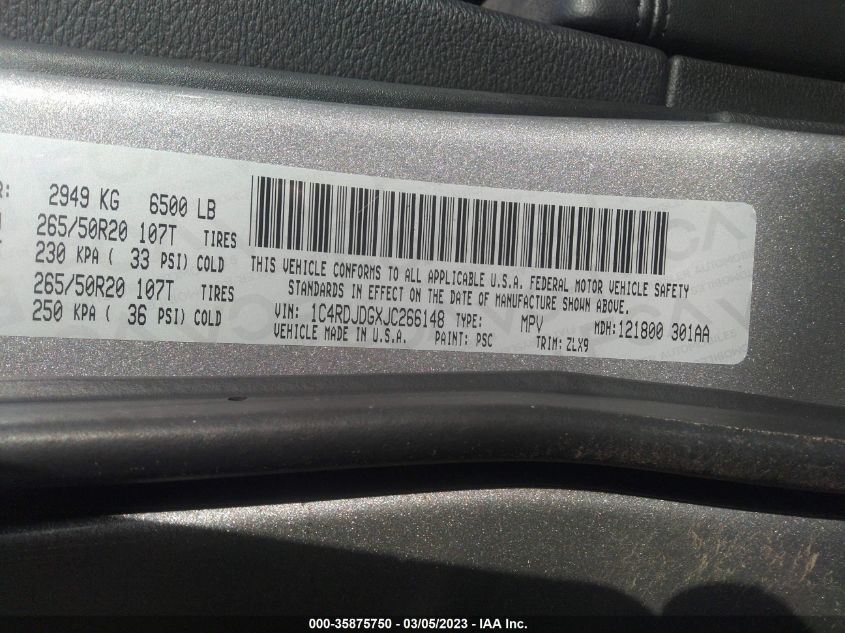 R: 2949 KG 6500 LB
265/50R20 107T TIRES
230 KPA ( 33 PSI) COLD
265/50R20 107T TIRES
250 KPA ( 36 PSI) COLD
THIS VEHICLE CONFORMS TO ALL APPLICABLE U.S.A. FEDERAL MOTOR VEHICLE SAFETY
STANDARDS IN EFFECT ON THE DATE OF MANUFACTURE SHOWN ABOVE.
VIN: 1C4RDJDGXJC266148 TYPE: MPV MDH: 121800 301AA
VEHICLE MADE IN U.S.A. PAINT: PSC TRIM: ZLX9
000-35875750 - 03/05/2023 - IAA Inc.